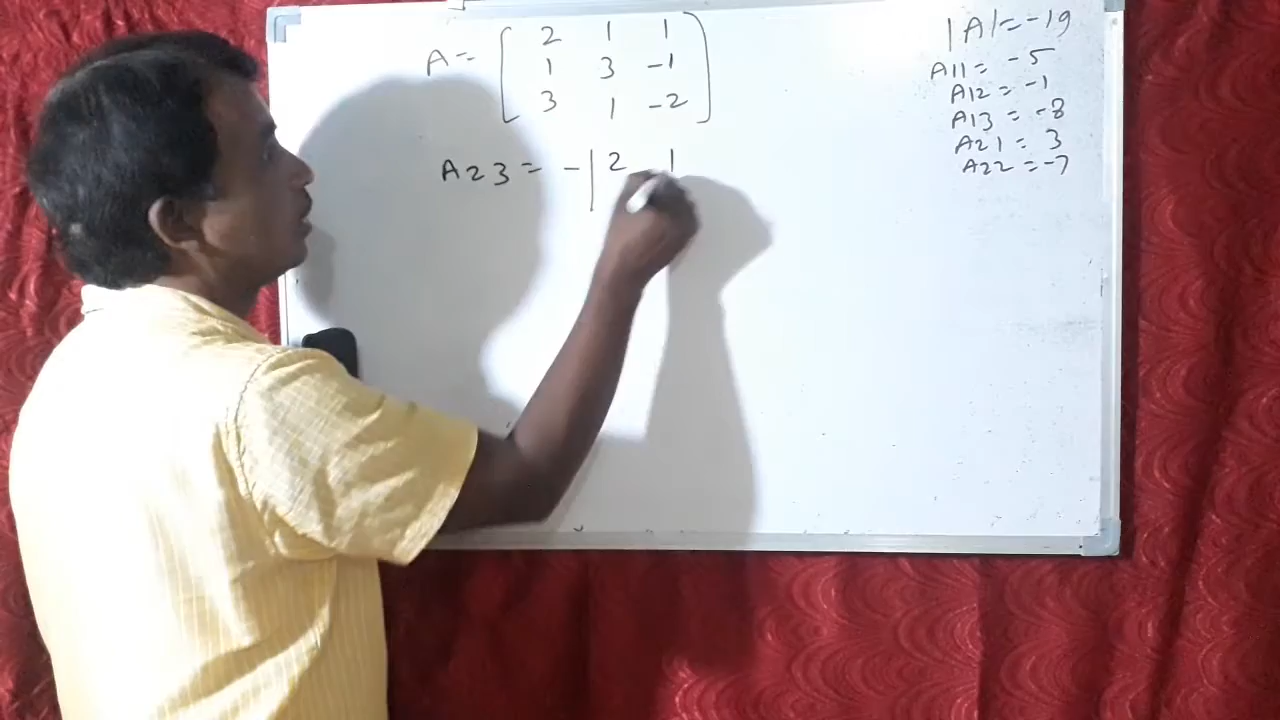 A = [ 2 1 1
1 3 -1
3 1 -2 ]
A23 = - | 2 1
|A| = -19
A11 = -5
A12 = -1
A13 = -8
A21 = 3
A22 = -7